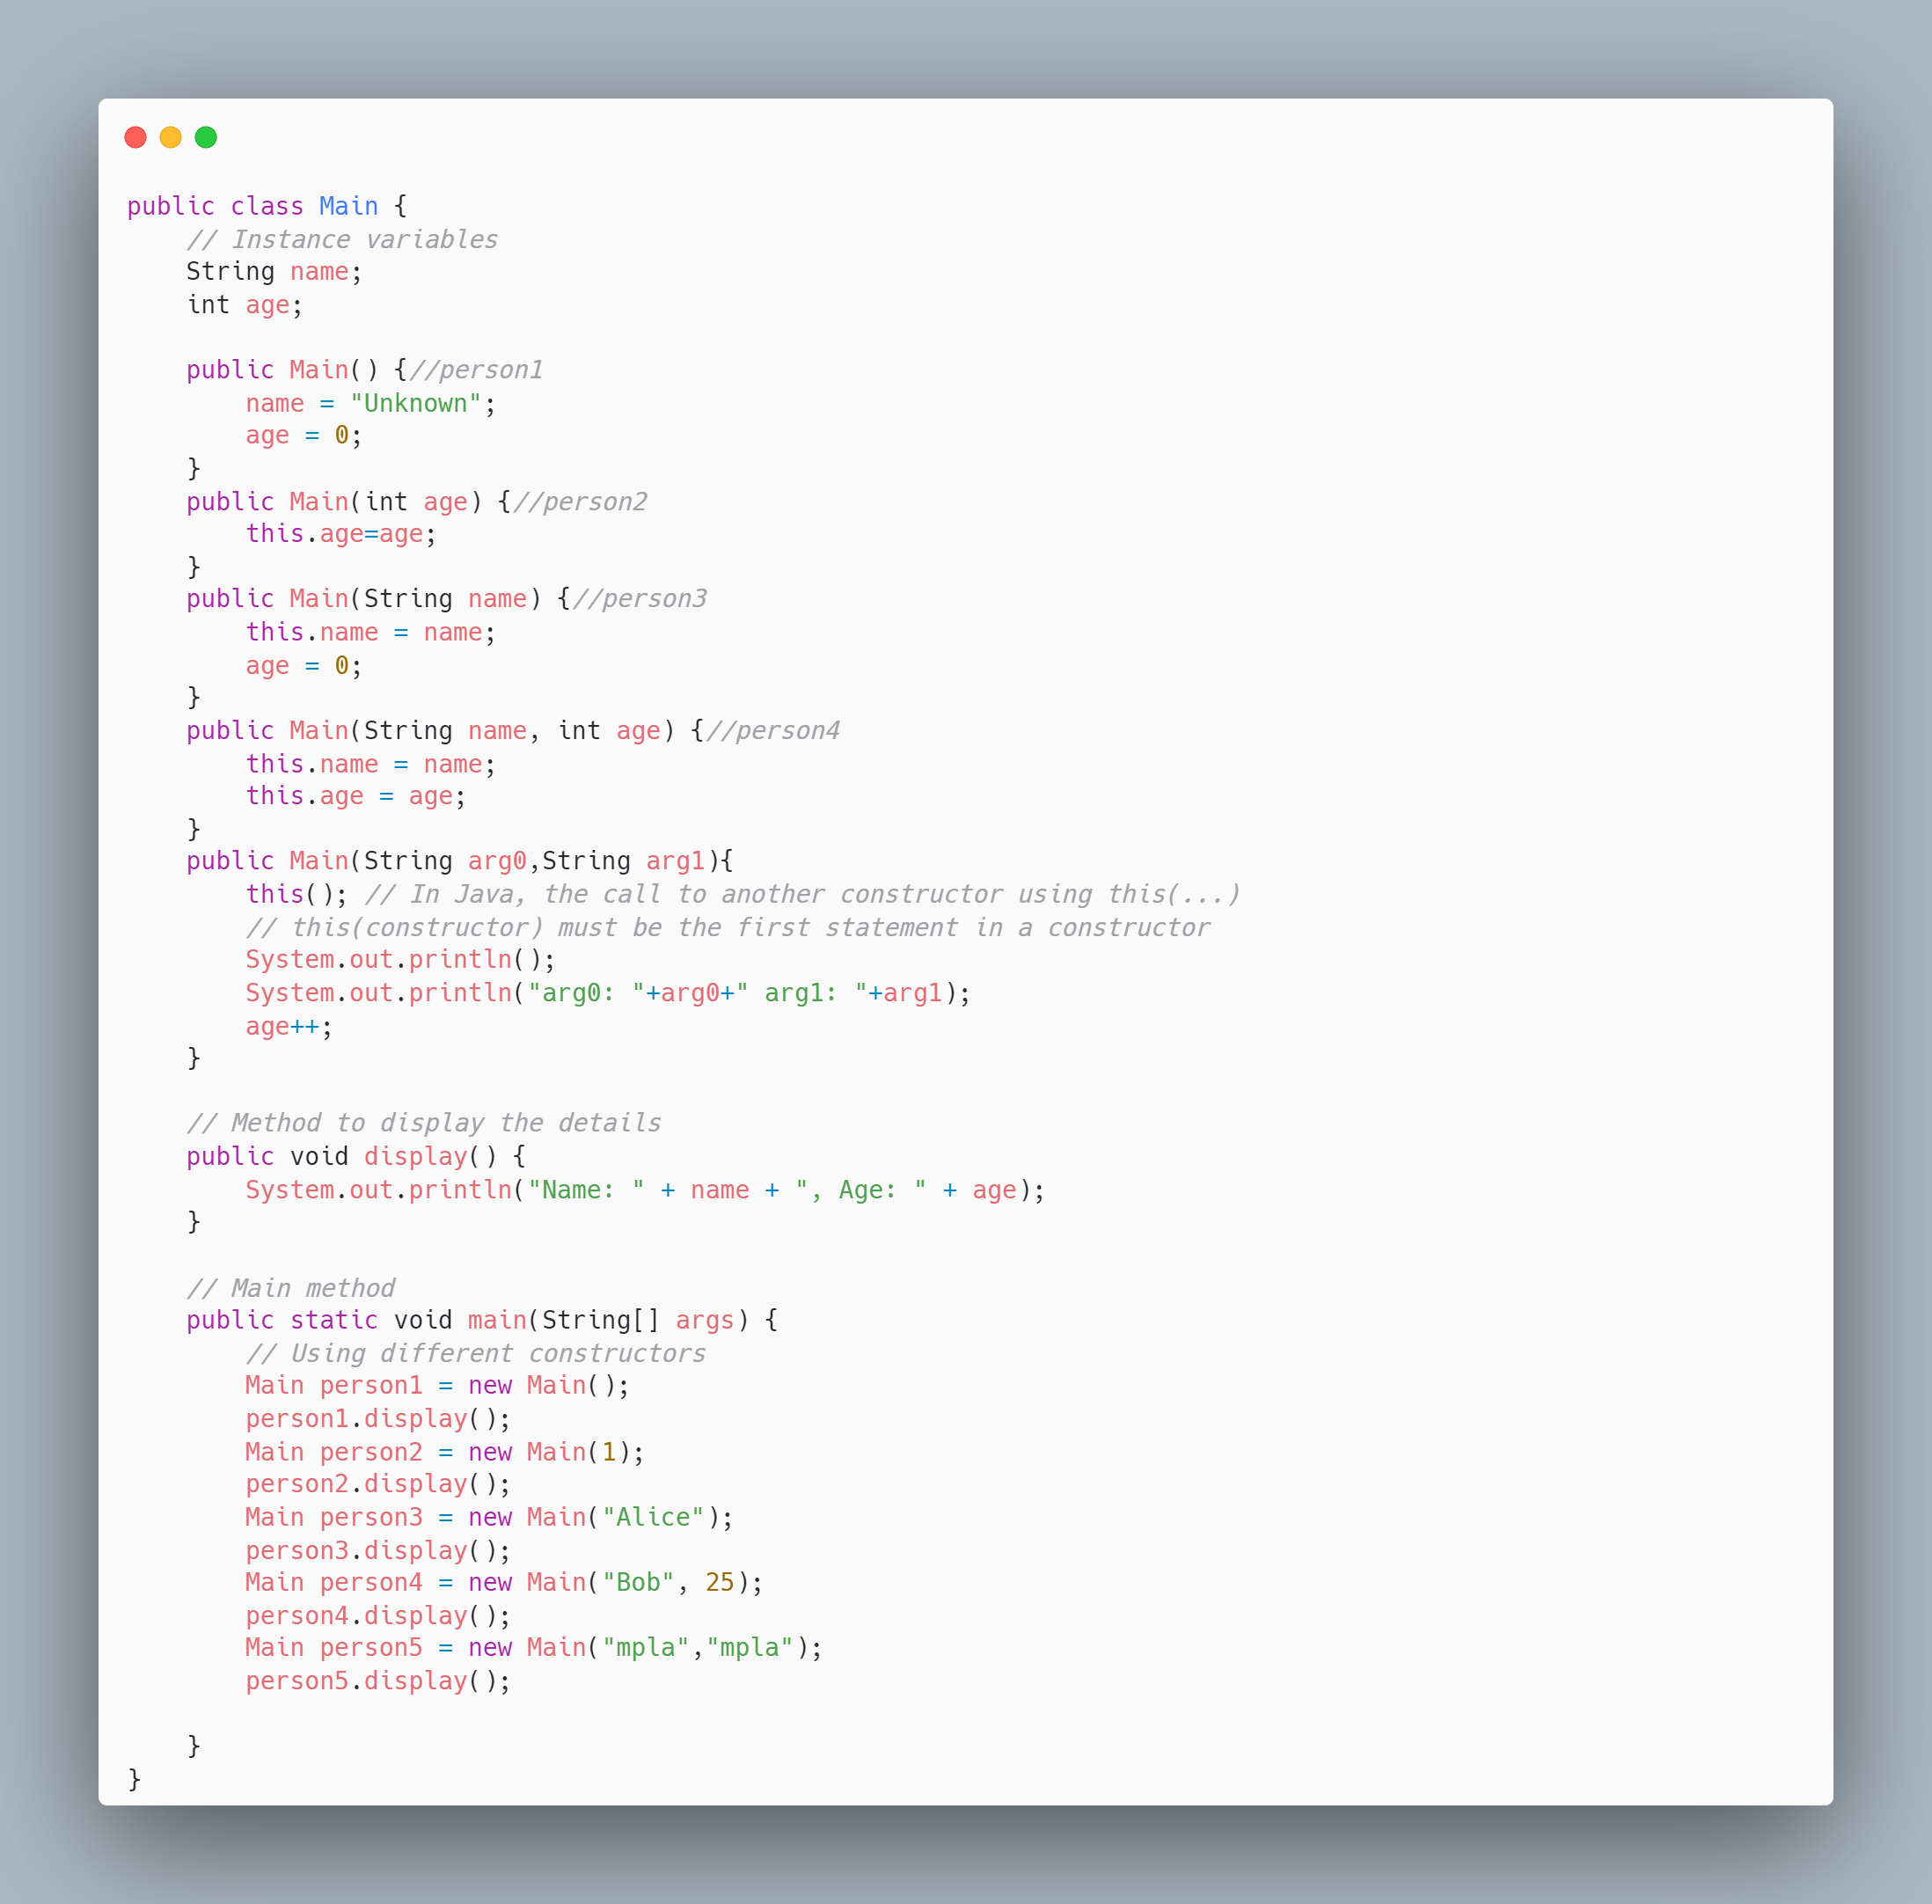 public class Main {
    // Instance variables
    String name;
    int age;

    public Main() {//person1
        name = "Unknown";
        age = 0;
    }
    public Main(int age) {//person2
        this.age=age;
    }
    public Main(String name) {//person3
        this.name = name;
        age = 0;
    }
    public Main(String name, int age) {//person4
        this.name = name;
        this.age = age;
    }
    public Main(String arg0,String arg1){
        this(); // In Java, the call to another constructor using this(...)
        // this(constructor) must be the first statement in a constructor
        System.out.println();
        System.out.println("arg0: "+arg0+" arg1: "+arg1);
        age++;
    }

    // Method to display the details
    public void display() {
        System.out.println("Name: " + name + ", Age: " + age);
    }

    // Main method
    public static void main(String[] args) {
        // Using different constructors
        Main person1 = new Main();
        person1.display();
        Main person2 = new Main(1);
        person2.display();
        Main person3 = new Main("Alice");
        person3.display();
        Main person4 = new Main("Bob", 25);
        person4.display();
        Main person5 = new Main("mpla","mpla");
        person5.display();

    }
}